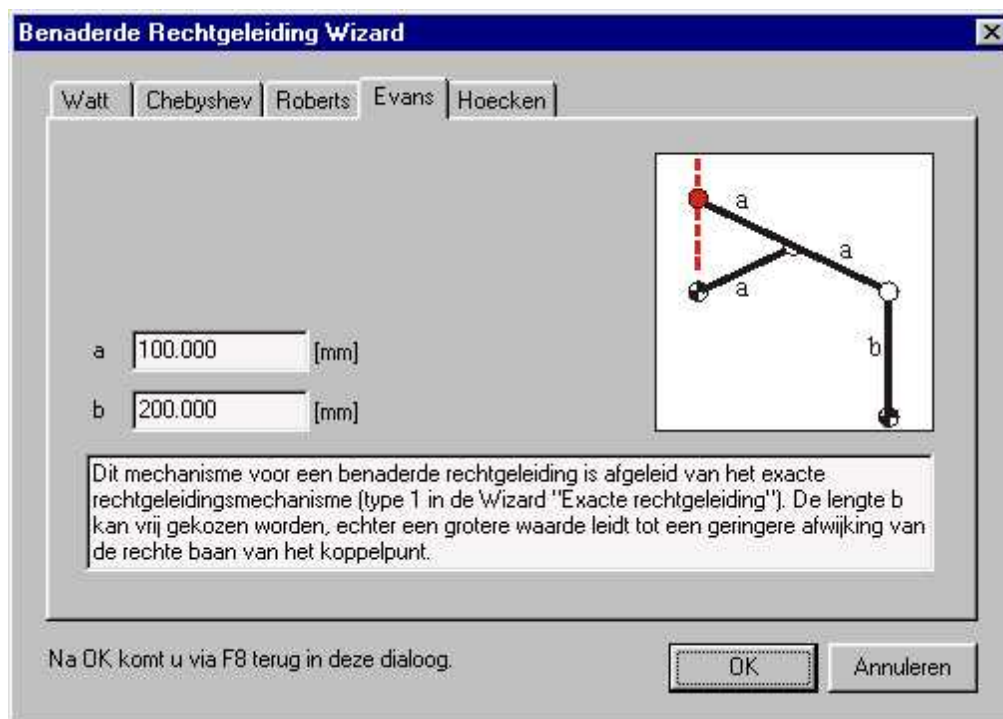 Benaderde Rechtgeleiding Wizard
Watt Chebyshev Roberts Evans Hoecken
a
a
a
b
a 100.000 [mm]
b 200.000 [mm]
Dit mechanisme voor een benaderde rechtgeleiding is afgeleid van het exacte
rechtgeleidingsmechanisme (type 1 in de Wizard "Exacte rechtgeleiding"). De lengte b
kan vrij gekozen worden, echter een grotere waarde leidt tot een geringere afwijking van
de rechte baan van het koppelpunt.
Na OK komt u via F8 terug in deze dialoog.
OK Annuleren